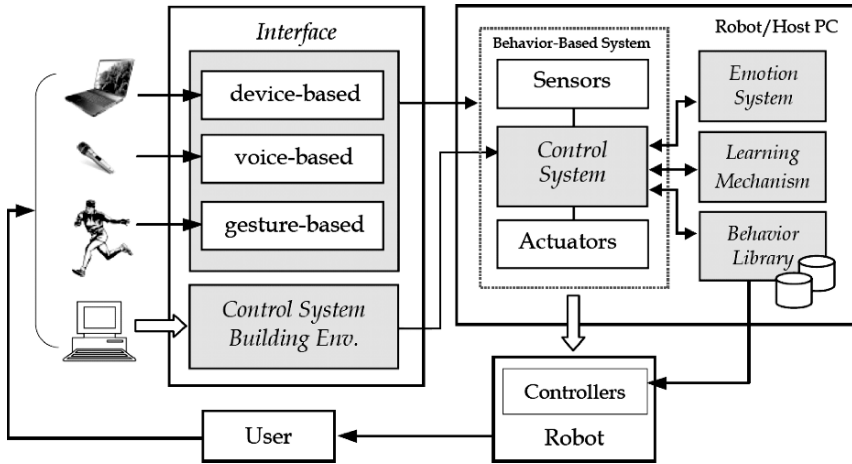 Interface
device-based
voice-based
gesture-based
Control System
Building Env.
Robot/Host PC
Behavior-Based System
Sensors
Control
System
Actuators
Emotion
System
Learning
Mechanism
Behavior
Library
Controllers
Robot
User